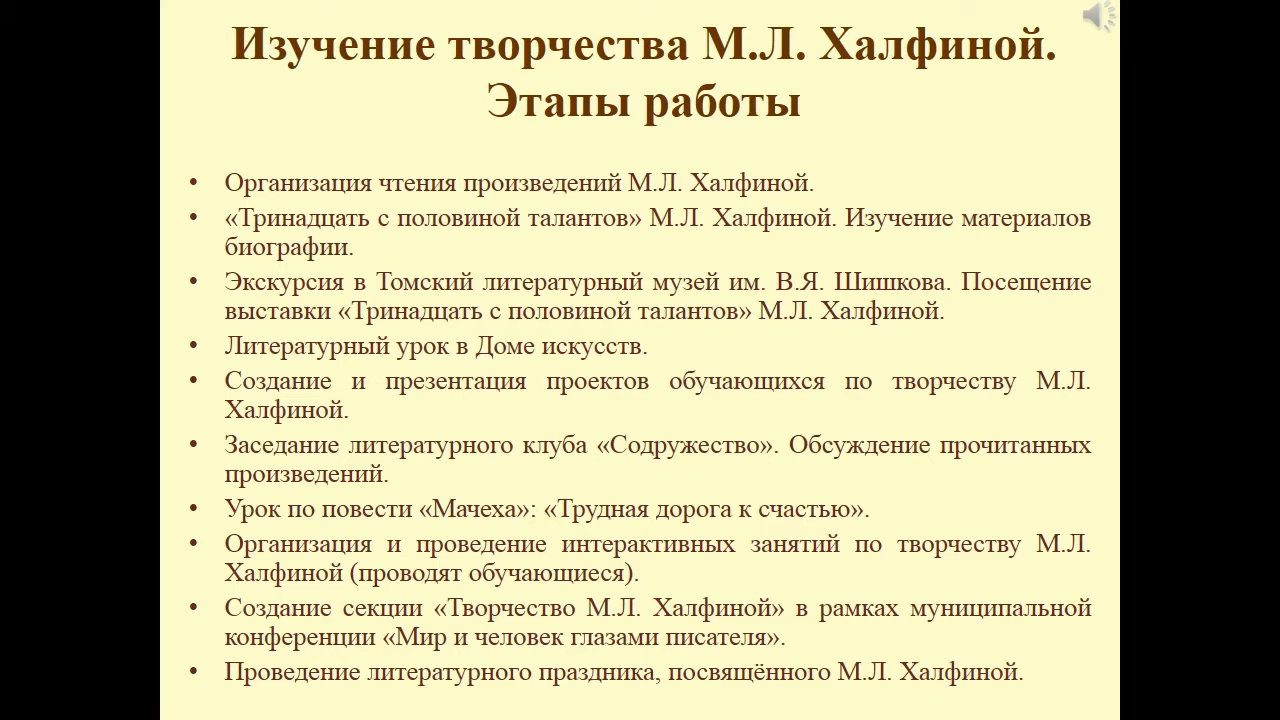 Изучение творчества М.Л. Халфиной.
Этапы работы
• Организация чтения произведений М.Л. Халфиной.
• «Тринадцать с половиной талантов» М.Л. Халфиной. Изучение материалов
биографии.
• Экскурсия в Томский литературный музей им. В.Я. Шишкова. Посещение
выставки «Тринадцать с половиной талантов» М.Л. Халфиной.
• Литературный урок в Доме искусств.
• Создание и презентация проектов обучающихся по творчеству М.Л.
Халфиной.
• Заседание литературного клуба «Содружество». Обсуждение прочитанных
произведений.
• Урок по повести «Мачеха»: «Трудная дорога к счастью».
• Организация и проведение интерактивных занятий по творчеству М.Л.
Халфиной (проводят обучающиеся).
• Создание секции «Творчество М.Л. Халфиной» в рамках муниципальной
конференции «Мир и человек глазами писателя».
• Проведение литературного праздника, посвящённого М.Л. Халфиной.